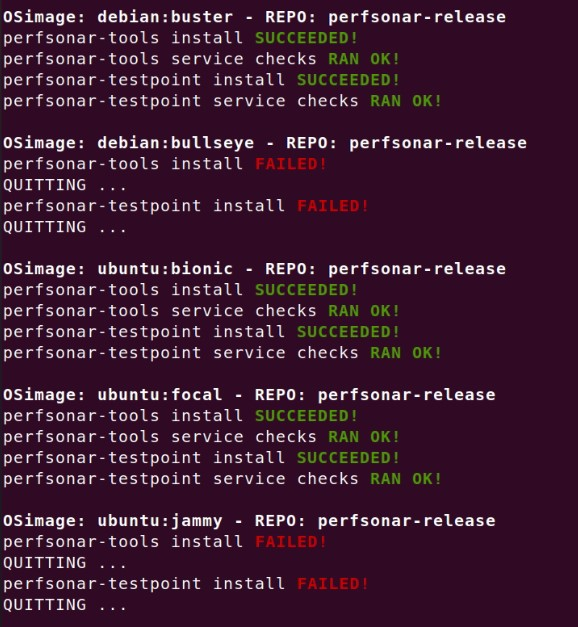 OSimage: debian:buster - REPO: perfsonar-release
perfsonar-tools install SUCCEEDED!
perfsonar-tools service checks RAN OK!
perfsonar-testpoint install SUCCEEDED!
perfsonar-testpoint service checks RAN OK!
OSimage: debian:bullseye - REPO: perfsonar-release
perfsonar-tools install FAILED!
QUITTING ...
perfsonar-testpoint install FAILED!
QUITTING ...
OSimage: ubuntu:bionic - REPO: perfsonar-release
perfsonar-tools install SUCCEEDED!
perfsonar-tools service checks RAN OK!
perfsonar-testpoint install SUCCEEDED!
perfsonar-testpoint service checks RAN OK!
OSimage: ubuntu:focal - REPO: perfsonar-release
perfsonar-tools install SUCCEEDED!
perfsonar-tools service checks RAN OK!
perfsonar-testpoint install SUCCEEDED!
perfsonar-testpoint service checks RAN OK!
OSimage: ubuntu:jammy - REPO: perfsonar-release
perfsonar-tools install FAILED!
QUITTING ...
perfsonar-testpoint install FAILED!
QUITTING ...